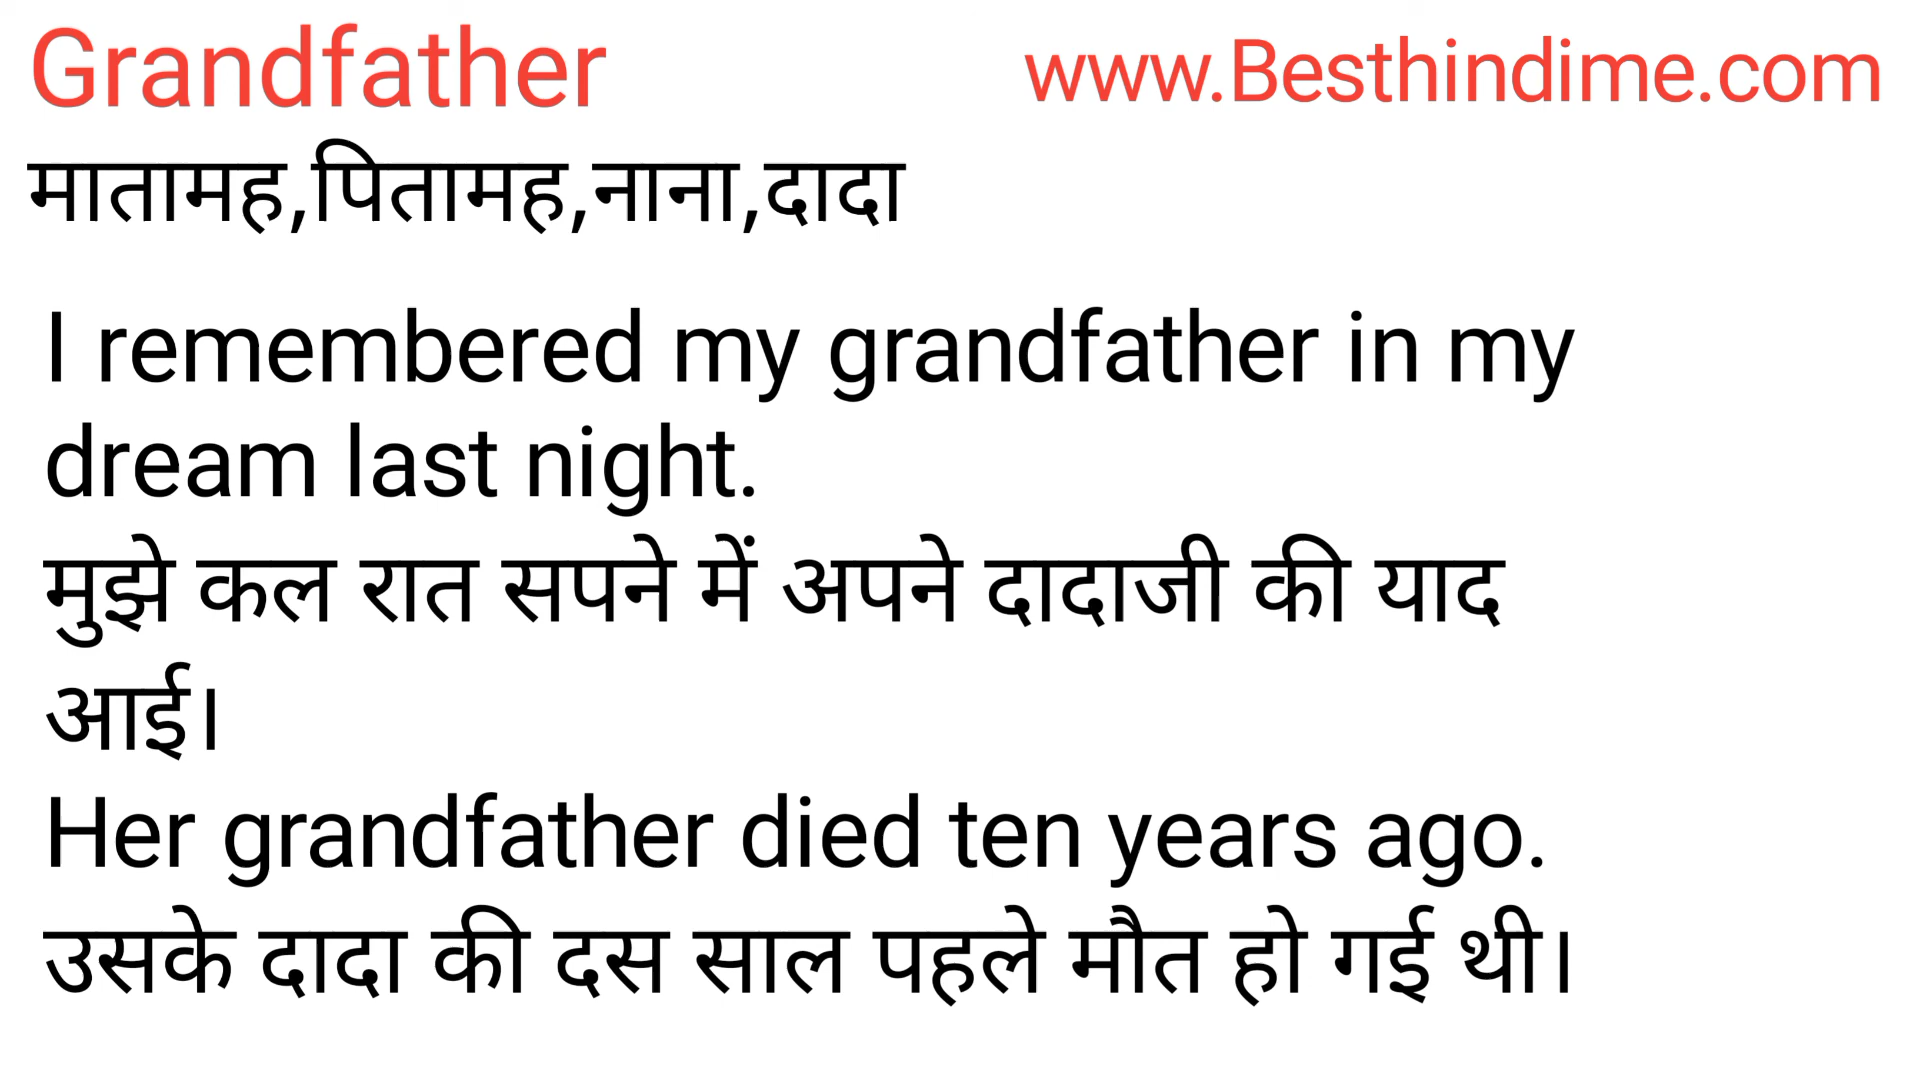 Grandfather www.Besthindime.com
मातामह,पितामह,नाना,दादा
I remembered my grandfather in my
dream last night.
मुझे कल रात सपने में अपने दादाजी की याद
आई।
Her grandfather died ten years ago.
उसके दादा की दस साल पहले मौत हो गई थी।